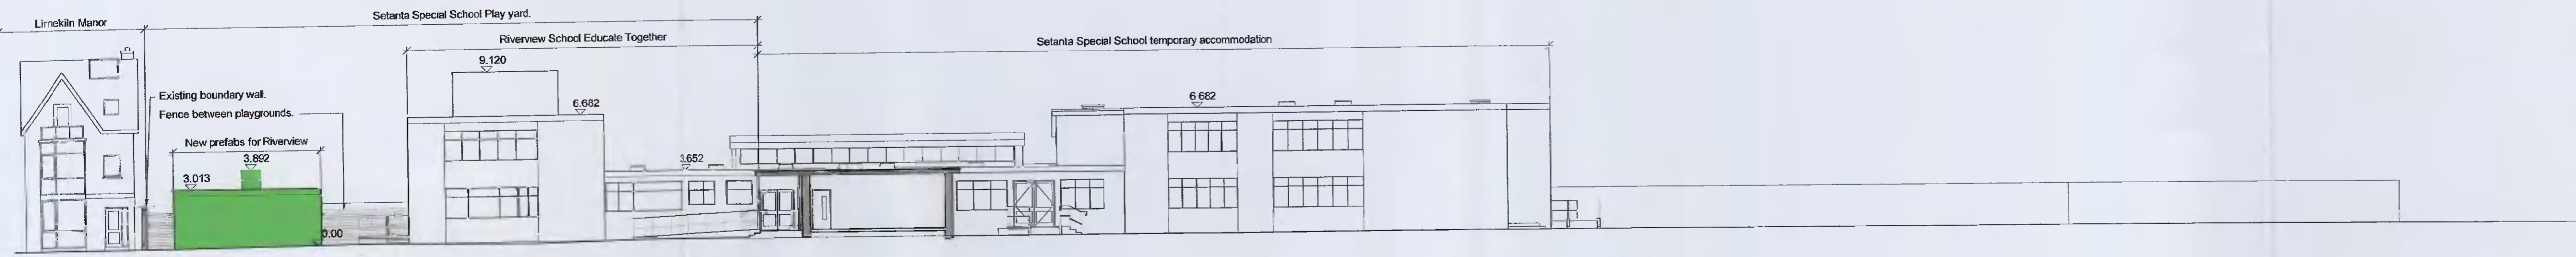 Limekiln Manor
Setanta Special School Play yard.
Riverview School Educate Together
Setanta Special School temporary accommodation
9.120
6.682
6 682
Existing boundary wall.
Fence between playgrounds.
New prefabs for Riverview
3.892
3.652
3.013
0.00